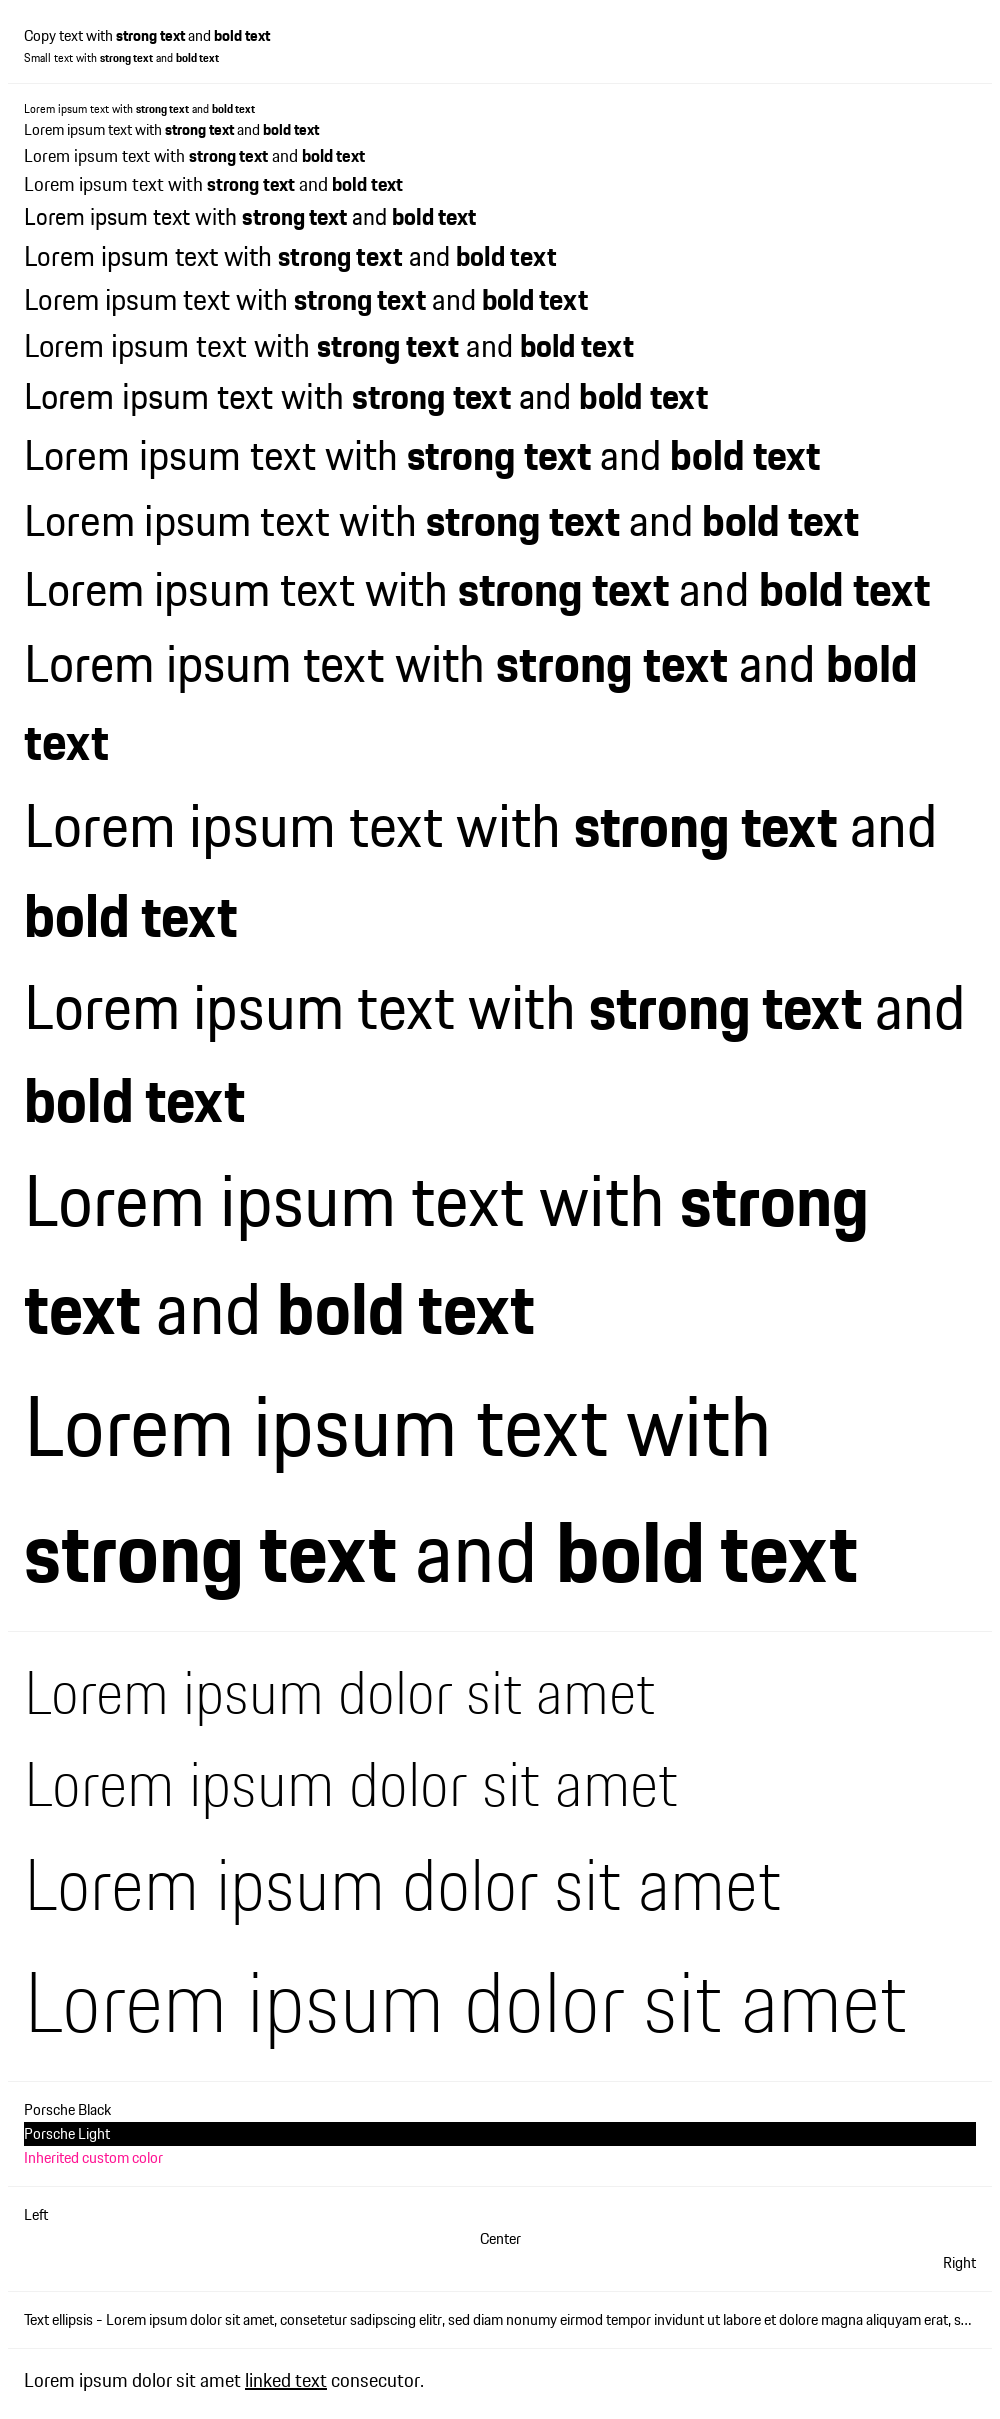 Copy text with strong text and bold text
Small text with strong text and bold text
Lorem ipsum text with strong text and bold text
Lorem ipsum text with strong text and bold text
Lorem ipsum text with strong text and bold text
Lorem ipsum text with strong text and bold text
Lorem ipsum text with strong text and bold text
Lorem ipsum text with strong text and bold text
Lorem ipsum text with strong text and bold text
Lorem ipsum text with strong text and bold text
Lorem ipsum text with strong text and bold text
Lorem ipsum text with strong text and bold text
Lorem ipsum text with strong text and bold text
Lorem ipsum text with strong text and bold text
Lorem ipsum text with strong text and bold
text
Lorem ipsum text with strong text and
bold text
Lorem ipsum text with strong text and
bold text
Lorem ipsum text with strong
text and bold text
Lorem ipsum text with
strong text and bold text
Lorem ipsum dolor sit amet
Lorem ipsum dolor sit amet
Lorem ipsum dolor sit amet
Lorem ipsum dolor sit amet
Porsche Black
Porsche Light
Inherited custom color
Left
Center
Right
Text ellipsis - Lorem ipsum dolor sit amet, consetetur sadipscing elitr, sed diam nonumy eirmod tempor invidunt ut labore et dolore magna aliquyam erat, s...
Lorem ipsum dolor sit amet linked text consecutor.